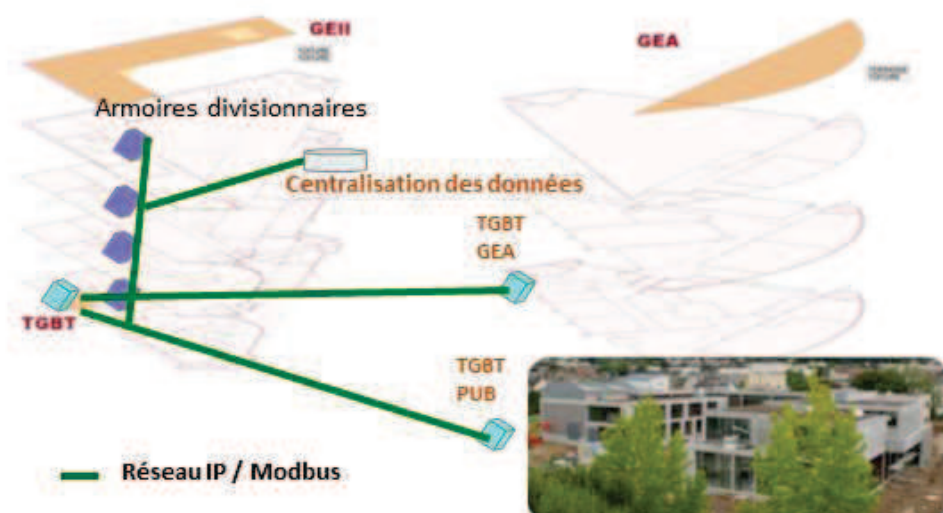 GEII
GEA
Armoires divisionnaires
Centralisation des données
TGBT
GEA
TGBT
TGBT
PUB
Réseau IP / Modbus